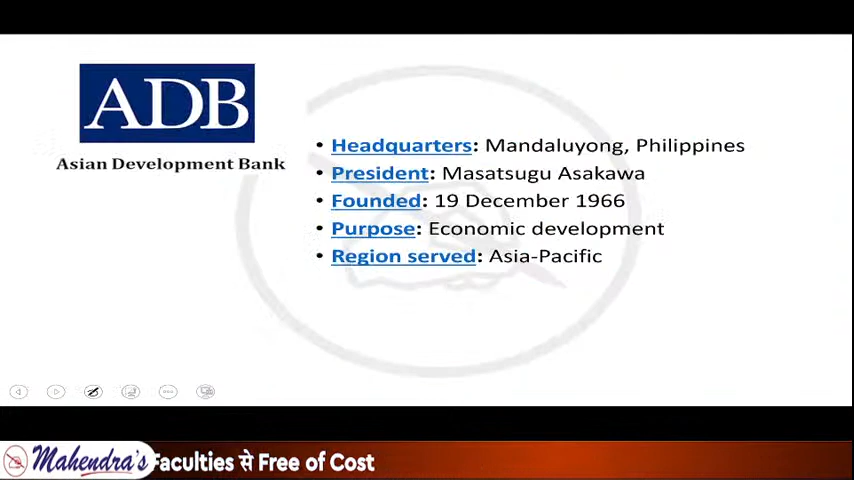 ADB
Asian Development Bank
• Headquarters: Mandaluyong, Philippines
• President: Masatsugu Asakawa
• Founded: 19 December 1966
• Purpose: Economic development
• Region served: Asia-Pacific
Mahendra's Faculties से Free of Cost